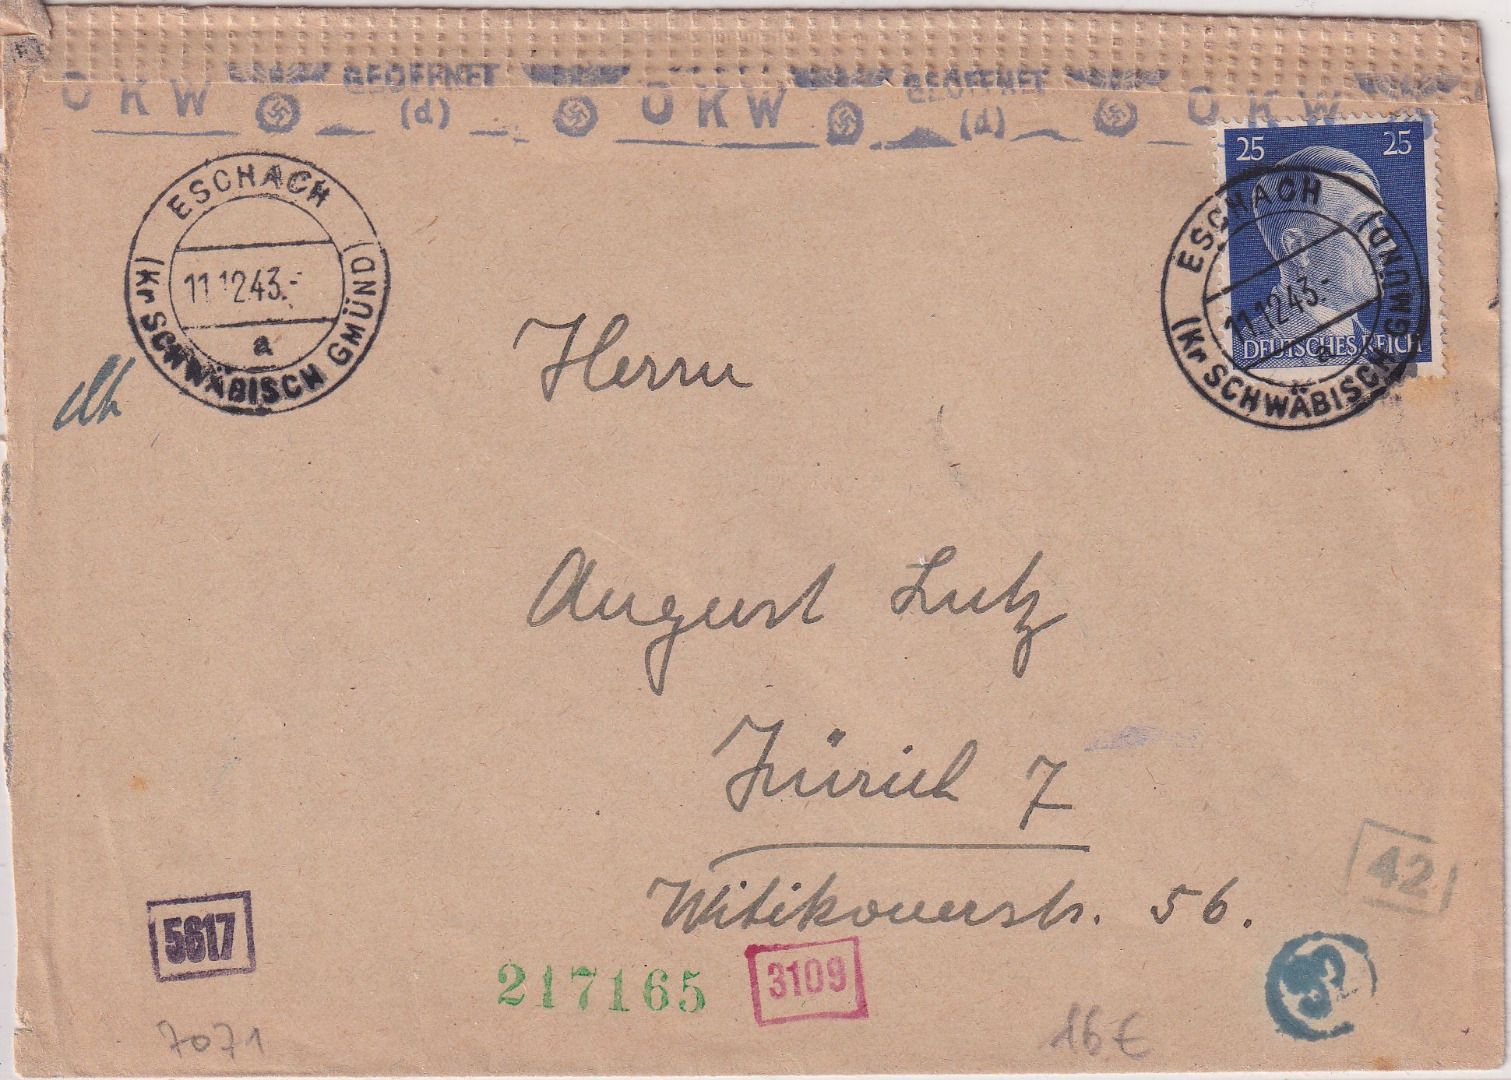 OKW GEÖFFNET OKW GEÖFFNET OKW
(d) (d)
25 25
DEUTSCHES REICH
ESCHACH
11.12.43.-
a
(Kr SCHWÄBISCH GMÜND)
ESCHACH
11.12.43.-
a
(Kr SCHWÄBISCH GMÜND)
Herrn
August Lutz
Zürich 7
Witikonerstr. 56.
42
5617
217165
3109
7071
16€